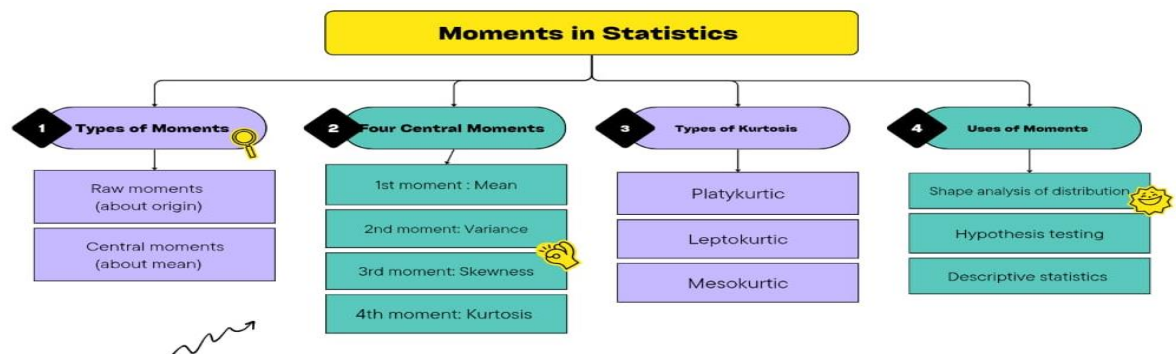 Moments in Statistics
1
Types of Moments
Raw moments
(about origin)
Central moments
(about mean)
2
Four Central Moments
1st moment : Mean
2nd moment: Variance
3rd moment: Skewness
4th moment: Kurtosis
3
Types of Kurtosis
Platykurtic
Leptokurtic
Mesokurtic
4
Uses of Moments
Shape analysis of distribution
Hypothesis testing
Descriptive statistics